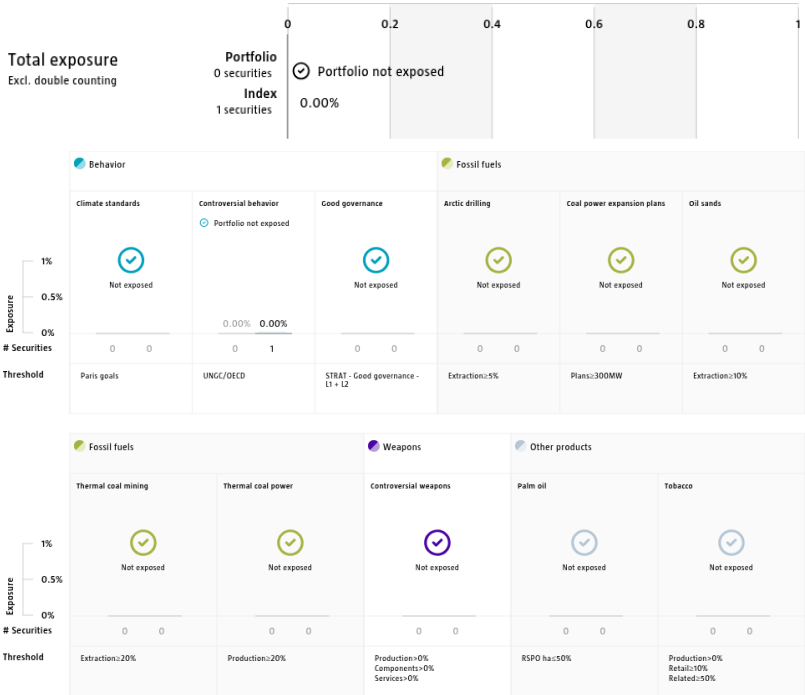 0 0.2 0.4 0.6 0.8 1
Total exposure
Excl. double counting
Portfolio
0 securities
Portfolio not exposed
Index
1 securities
0.00%
Behavior
Fossil fuels
Climate standards
Controversial behavior
Good governance
Arctic drilling
Coal power expansion plans
Oil sands
Portfolio not exposed
Not exposed
Not exposed
Not exposed
Not exposed
Not exposed
Exposure
1%
0.5%
0%
0.00% 0.00%
# Securities
0 0
0 1
0 0
0 0
0 0
0 0
Threshold
Paris goals
UNGC/OECD
STRAT - Good governance -
L1 + L2
Extraction≥5%
Plans≥300MW
Extraction≥10%
Fossil fuels
Weapons
Other products
Thermal coal mining
Thermal coal power
Controversial weapons
Palm oil
Tobacco
Not exposed
Not exposed
Not exposed
Not exposed
Not exposed
Exposure
1%
0.5%
0%
# Securities
0 0
0 0
0 0
0 0
0 0
Threshold
Extraction≥20%
Production≥20%
Production>0%
Components>0%
Services>0%
RSPO ha≤50%
Production>0%
Retail≥10%
Related≥50%